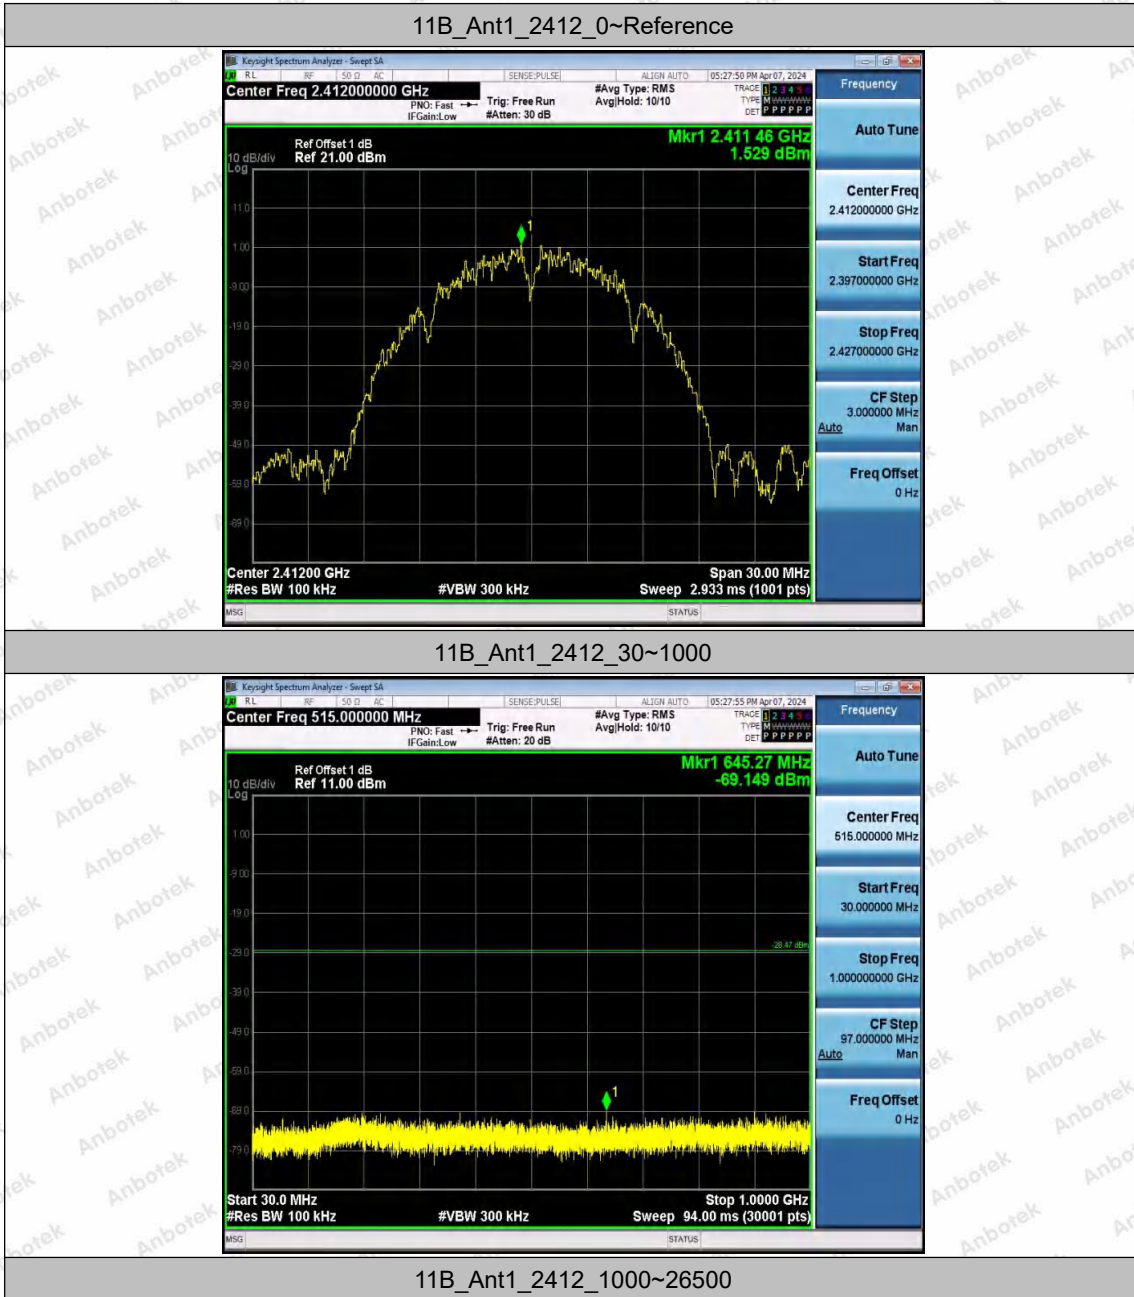 11B_Ant1_2412_0~Reference
Keysight Spectrum Analyzer - Swept SA
RL RF 50 Ω AC SENSE:PULSE ALIGN AUTO 05:27:50 PM Apr 07, 2024
Center Freq 2.412000000 GHz
PNO: Fast
IFGain:Low
Trig: Free Run
#Atten: 30 dB
#Avg Type: RMS
Avg|Hold: 10/10
TRACE 1 2 3 4 5 6
TYPE M W W W W W
DET P P P P P P
Frequency
Auto Tune
Center Freq
2.412000000 GHz
Start Freq
2.397000000 GHz
Stop Freq
2.427000000 GHz
CF Step
3.000000 MHz
Auto Man
Freq Offset
0 Hz
Mkr1 2.411 46 GHz
1.529 dBm
Ref Offset 1 dB
10 dB/div Ref 21.00 dBm
Log
11.0
1.00
-9.00
-19.0
-29.0
-39.0
-49.0
-59.0
-69.0
1
Center 2.41200 GHz Span 30.00 MHz
#Res BW 100 kHz #VBW 300 kHz Sweep 2.933 ms (1001 pts)
MSG STATUS
11B_Ant1_2412_30~1000
Keysight Spectrum Analyzer - Swept SA
RL RF 50 Ω AC SENSE:PULSE ALIGN AUTO 05:27:55 PM Apr 07, 2024
Center Freq 515.000000 MHz
PNO: Fast
IFGain:Low
Trig: Free Run
#Atten: 20 dB
#Avg Type: RMS
Avg|Hold: 10/10
TRACE 1 2 3 4 5 6
TYPE M W W W W W
DET P P P P P P
Frequency
Auto Tune
Center Freq
515.000000 MHz
Start Freq
30.000000 MHz
Stop Freq
1.000000000 GHz
CF Step
97.000000 MHz
Auto Man
Freq Offset
0 Hz
Mkr1 645.27 MHz
-69.149 dBm
Ref Offset 1 dB
10 dB/div Ref 11.00 dBm
Log
1.00
-9.00
-19.0
-29.0
-39.0
-49.0
-59.0
-69.0
-79.0
-28.47 dBm
1
Start 30.0 MHz Stop 1.0000 GHz
#Res BW 100 kHz #VBW 300 kHz Sweep 94.00 ms (30001 pts)
MSG STATUS
11B_Ant1_2412_1000~26500